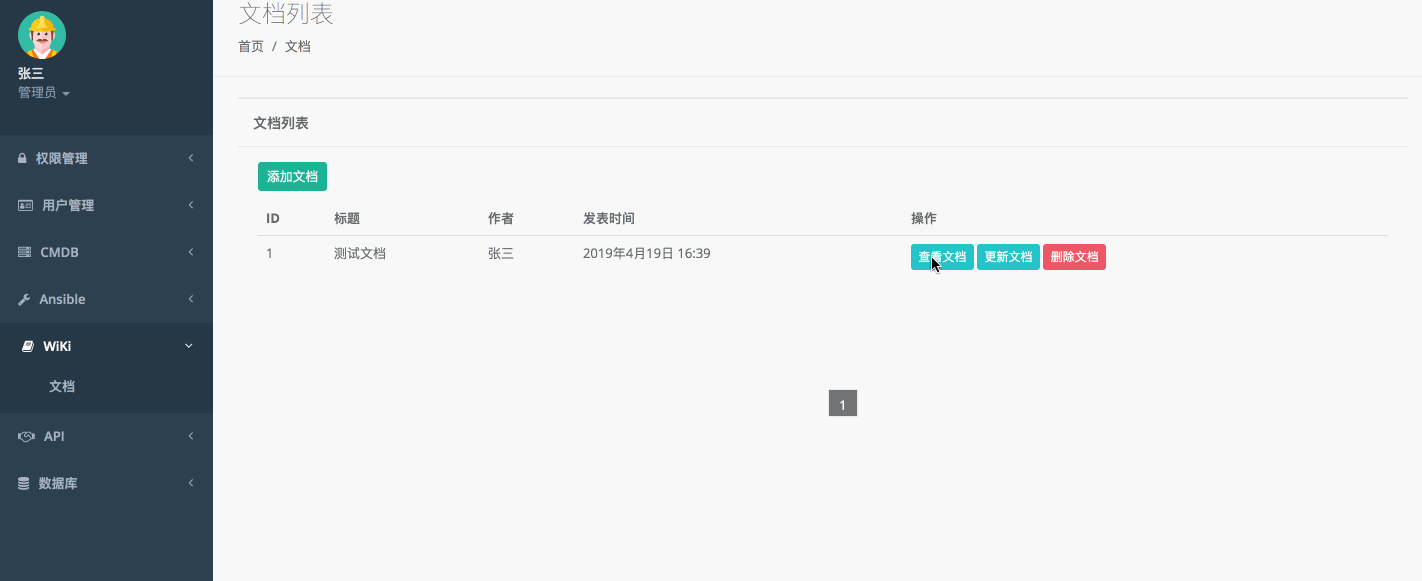 张三
管理员
权限管理
用户管理
CMDB
Ansible
WiKi
文档
API
数据库
文档列表
首页 / 文档
文档列表
添加文档
ID 标题 作者 发表时间 操作
1 测试文档 张三 2019年4月19日 16:39 查看文档 更新文档 删除文档
1